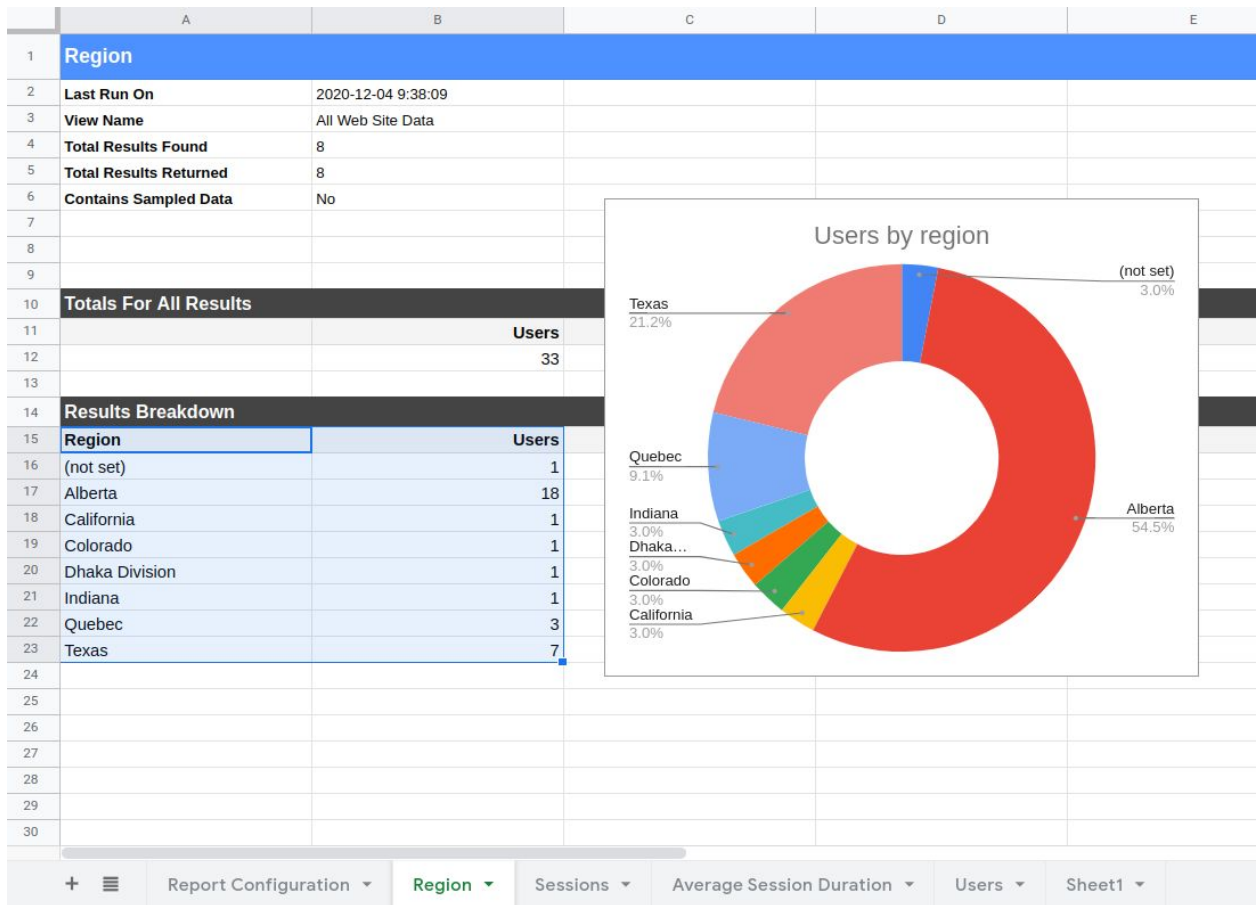 A B C D E
1 Region
2 Last Run On 2020-12-04 9:38:09
3 View Name All Web Site Data
4 Total Results Found 8
5 Total Results Returned 8
6 Contains Sampled Data No
7
8
9
10 Totals For All Results
11 Users
12 33
13
14 Results Breakdown
15 Region Users
16 (not set) 1
17 Alberta 18
18 California 1
19 Colorado 1
20 Dhaka Division 1
21 Indiana 1
22 Quebec 3
23 Texas 7
24
25
26
27
28
29
30
Users by region
(not set)
3.0%
Texas
21.2%
Quebec
9.1%
Indiana
3.0%
Dhaka...
3.0%
Colorado
3.0%
California
3.0%
Alberta
54.5%
+ Report Configuration Region Sessions Average Session Duration Users Sheet1